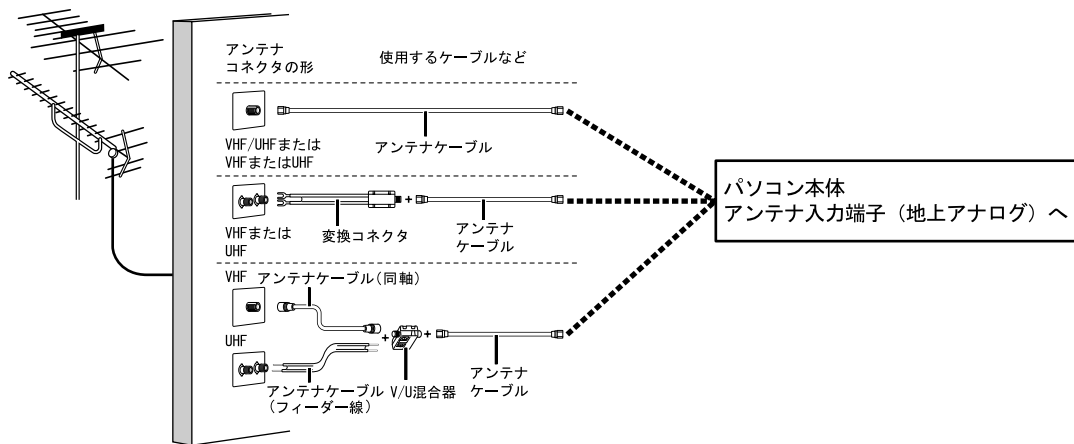 アンテナ
コネクタの形
使用するケーブルなど
VHF/UHFまたは
VHFまたはUHF
アンテナケーブル
VHFまたは
UHF
変換コネクタ
+
アンテナ
ケーブル
VHF
アンテナケーブル(同軸)
UHF
アンテナケーブル
(フィーダー線)
+
V/U混合器
+
アンテナ
ケーブル
パソコン本体
アンテナ入力端子（地上アナログ）へ